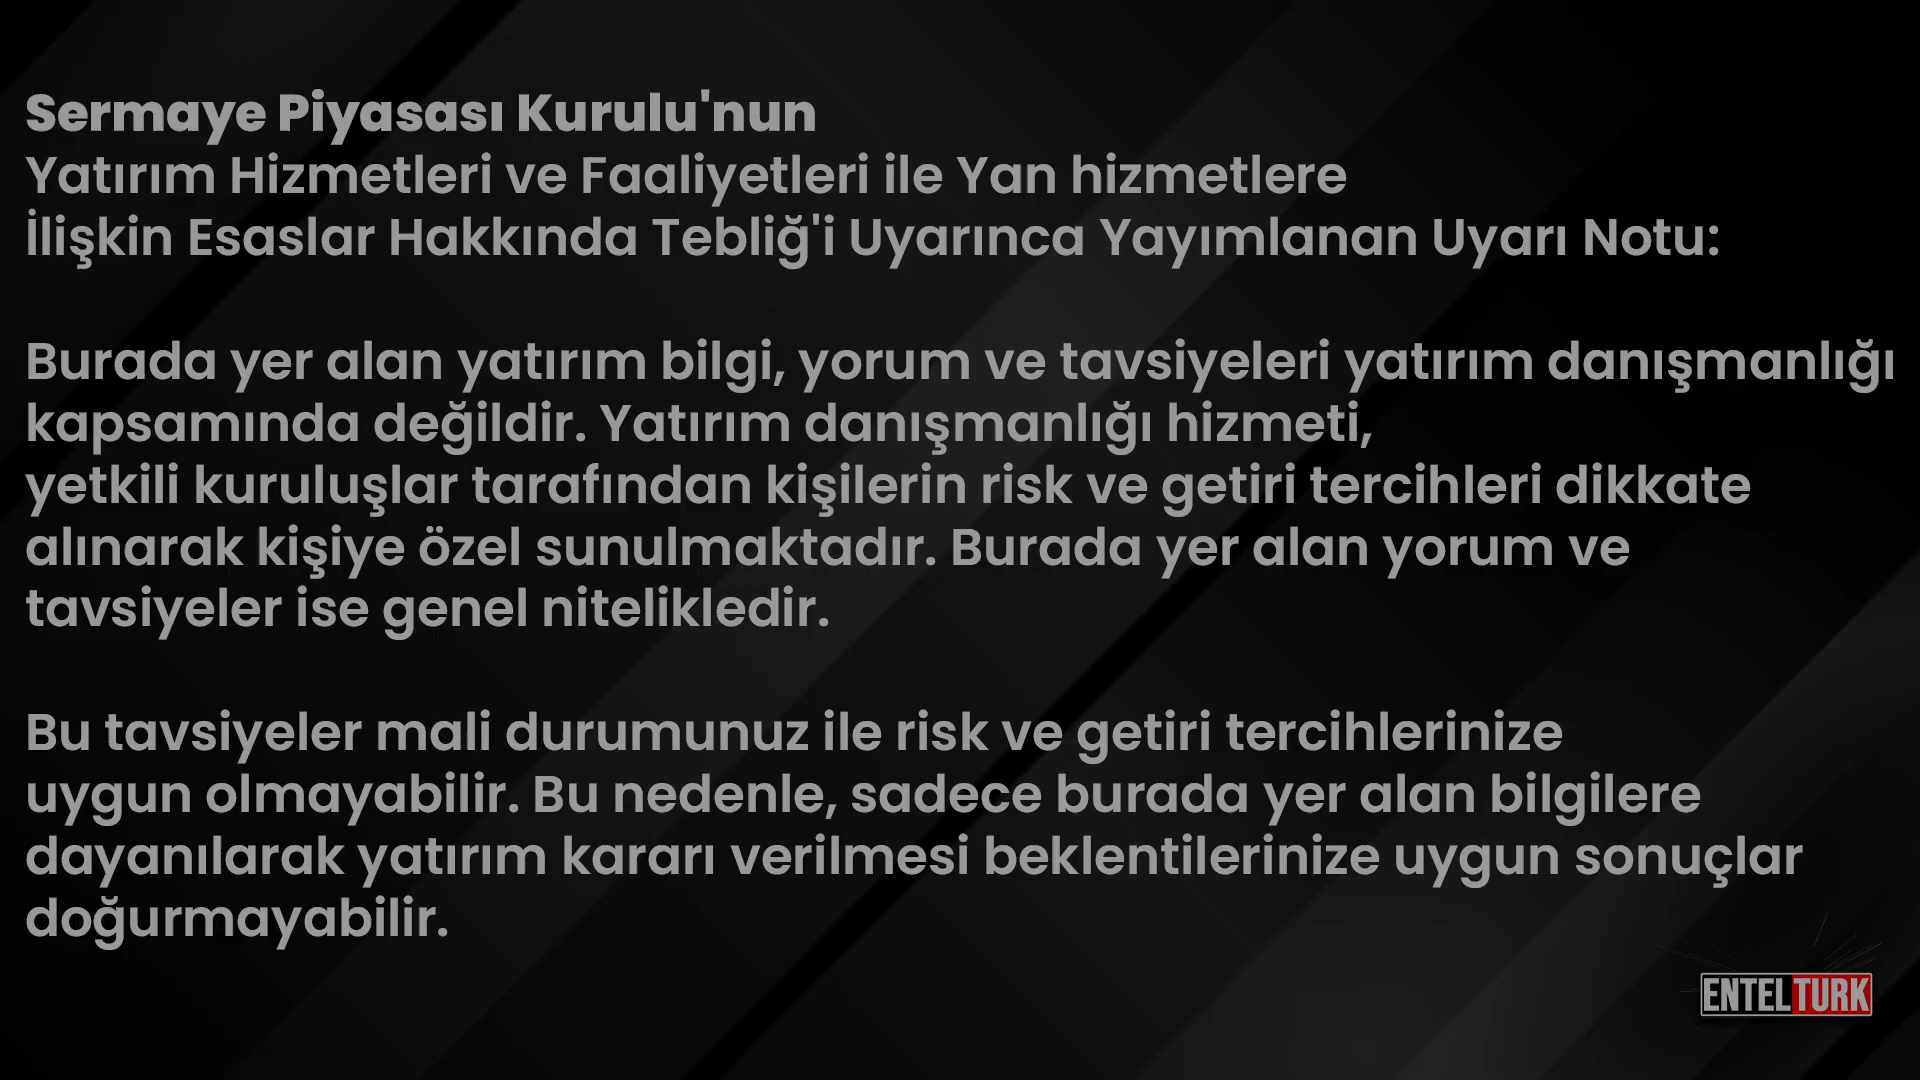 Sermaye Piyasası Kurulu'nun
Yatırım Hizmetleri ve Faaliyetleri ile Yan hizmetlere
İlişkin Esaslar Hakkında Tebliğ'i Uyarınca Yayımlanan Uyarı Notu:
Burada yer alan yatırım bilgi, yorum ve tavsiyeleri yatırım danışmanlığı
kapsamında değildir. Yatırım danışmanlığı hizmeti,
yetkili kuruluşlar tarafından kişilerin risk ve getiri tercihleri dikkate
alınarak kişiye özel sunulmaktadır. Burada yer alan yorum ve
tavsiyeler ise genel nitelikledir.
Bu tavsiyeler mali durumunuz ile risk ve getiri tercihlerinize
uygun olmayabilir. Bu nedenle, sadece burada yer alan bilgilere
dayanılarak yatırım kararı verilmesi beklentilerinize uygun sonuçlar
doğurmayabilir.
ENTELTURK